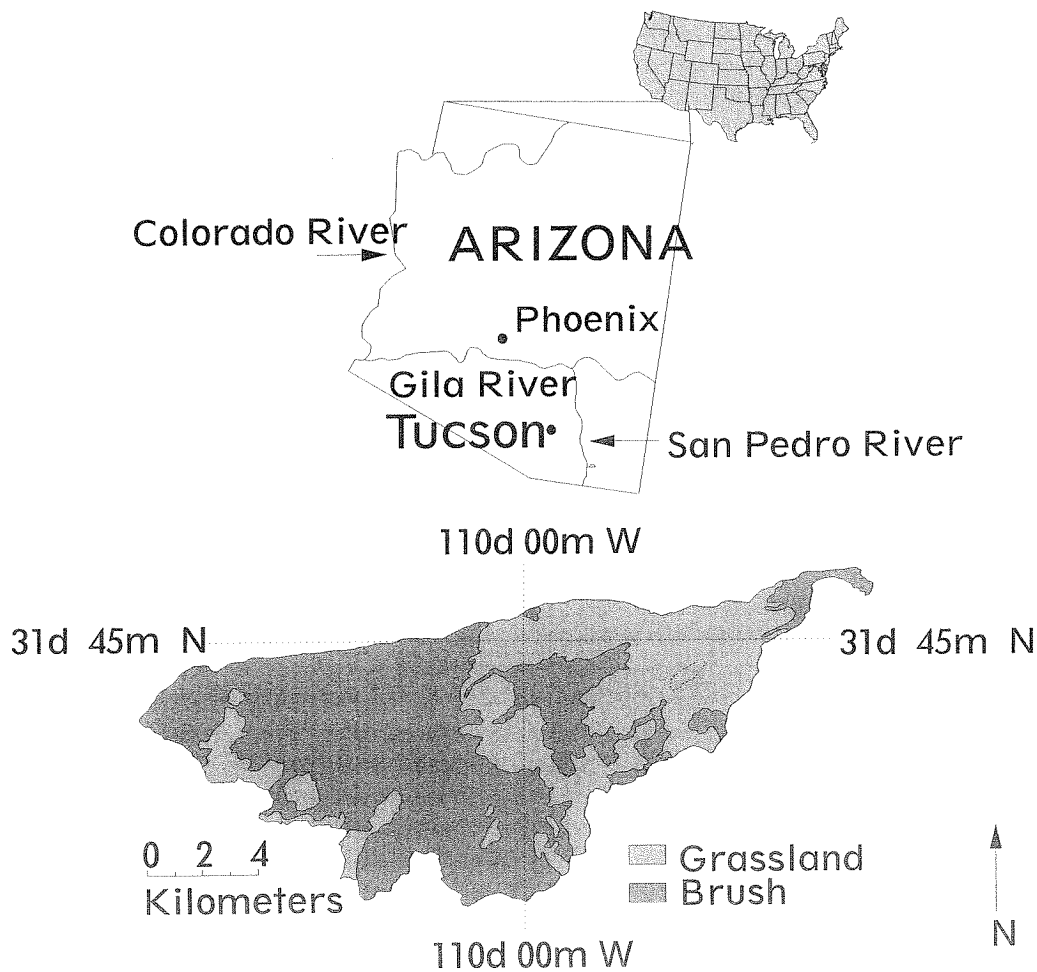 Colorado River
ARIZONA
Phoenix
Gila River
Tucson
San Pedro River
110d 00m W
31d 45m N
31d 45m N
0 2 4
Kilometers
Grassland
Brush
N
110d 00m W